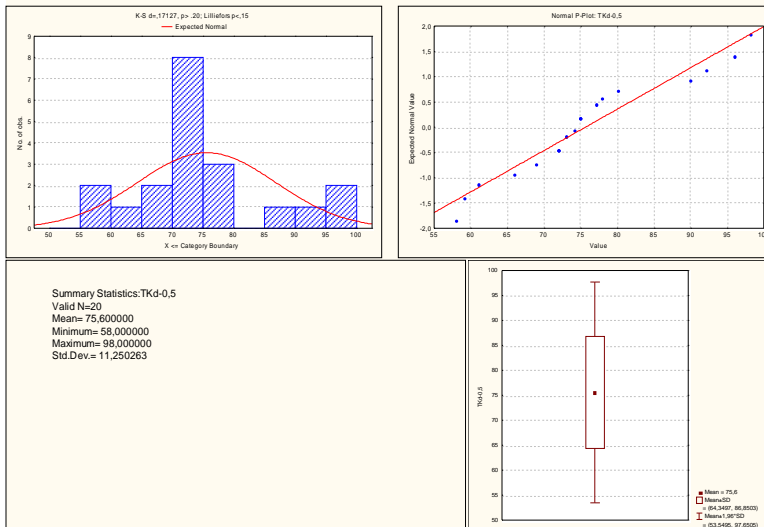 K-S d=,17127, p> .20; Lilliefors p<,15
Expected Normal
No. of obs.
9
8
7
6
5
4
3
2
1
0
50 55 60 65 70 75 80 85 90 95 100
X <= Category Boundary
Normal P-Plot: TKd-0,5
Expected Normal Value
2,0
1,5
1,0
0,5
0,0
-0,5
-1,0
-1,5
-2,0
55 60 65 70 75 80 85 90 95 100
Value
Summary Statistics:TKd-0,5
Valid N=20
Mean= 75,600000
Minimum= 58,000000
Maximum= 98,000000
Std.Dev.= 11,250263
TKd-0,5
100
95
90
85
80
75
70
65
60
55
50
Mean = 75,6
Mean±SD
= (64,3497, 86,8503)
Mean±1,96*SD
= (53,5495, 97,6505)